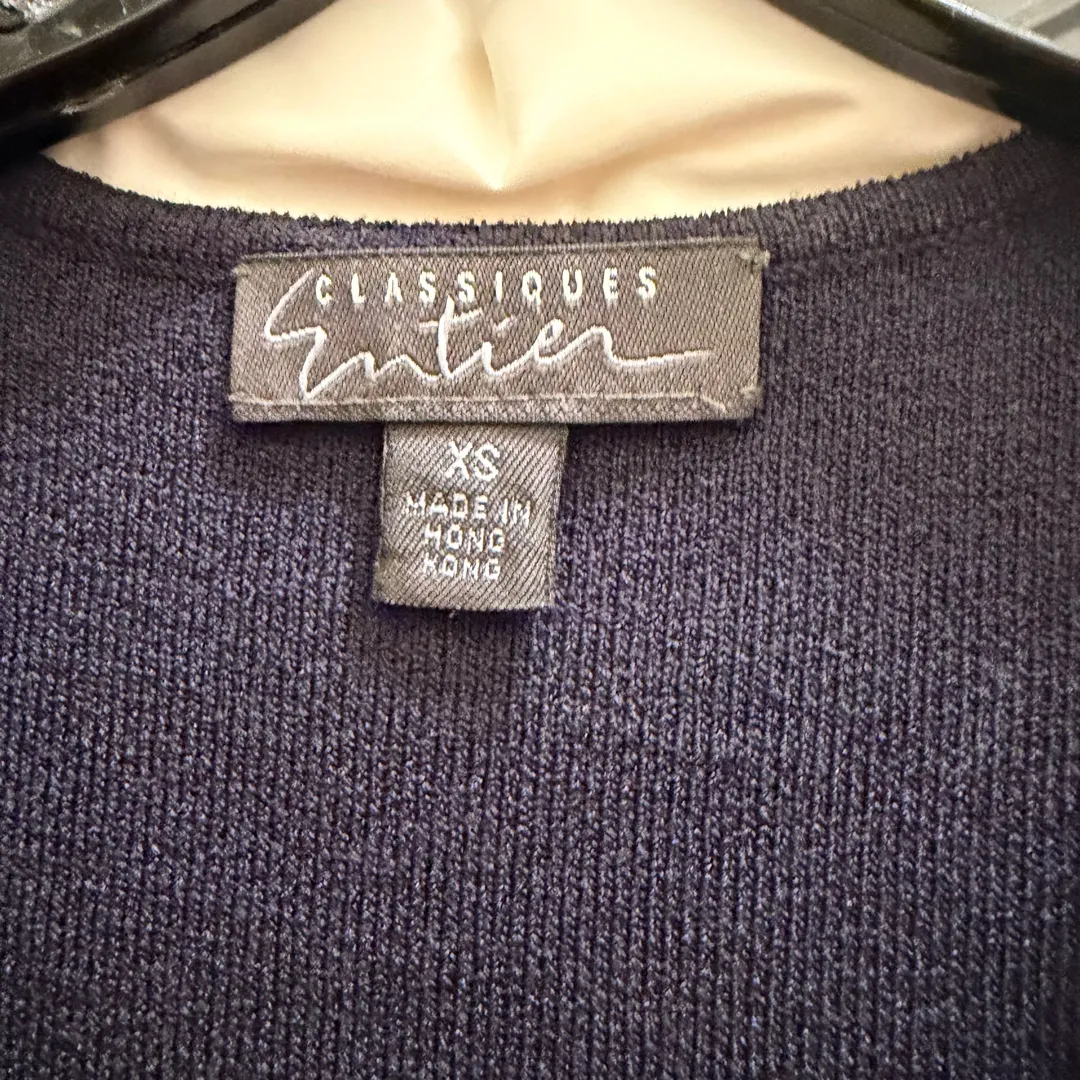 CLASSIQUES
Entier
XS
MADE IN
HONG
KONG